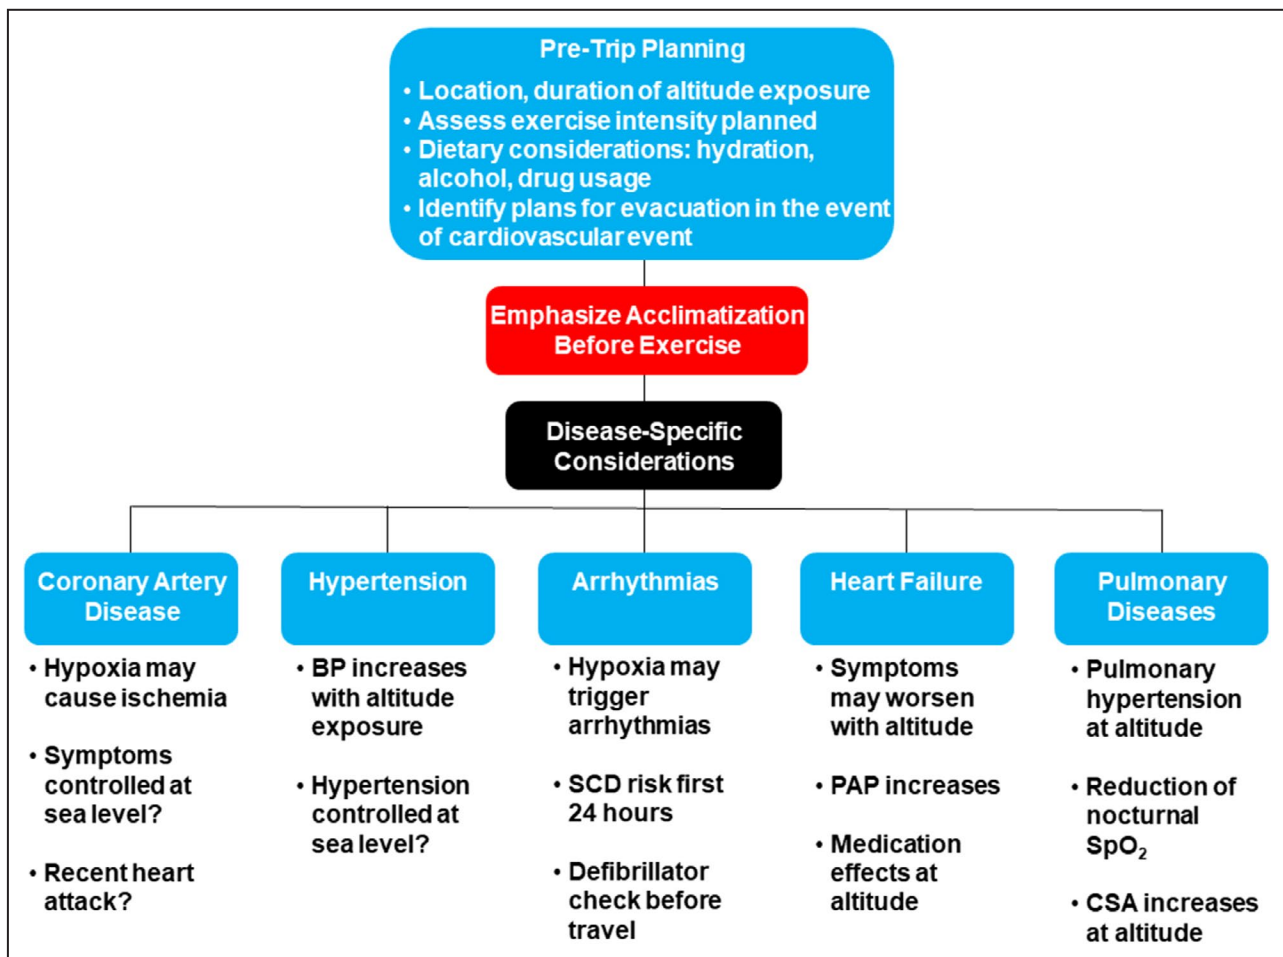 Pre-Trip Planning
• Location, duration of altitude exposure
• Assess exercise intensity planned
• Dietary considerations: hydration,
alcohol, drug usage
• Identify plans for evacuation in the event
of cardiovascular event
Emphasize Acclimatization
Before Exercise
Disease-Specific
Considerations
Coronary Artery
Disease
• Hypoxia may
cause ischemia
• Symptoms
controlled at
sea level?
• Recent heart
attack?
Hypertension
• BP increases
with altitude
exposure
• Hypertension
controlled at
sea level?
Arrhythmias
• Hypoxia may
trigger
arrhythmias
• SCD risk first
24 hours
• Defibrillator
check before
travel
Heart Failure
• Symptoms
may worsen
with altitude
• PAP increases
• Medication
effects at
altitude
Pulmonary
Diseases
• Pulmonary
hypertension
at altitude
• Reduction of
nocturnal
SpO₂
• CSA increases
at altitude